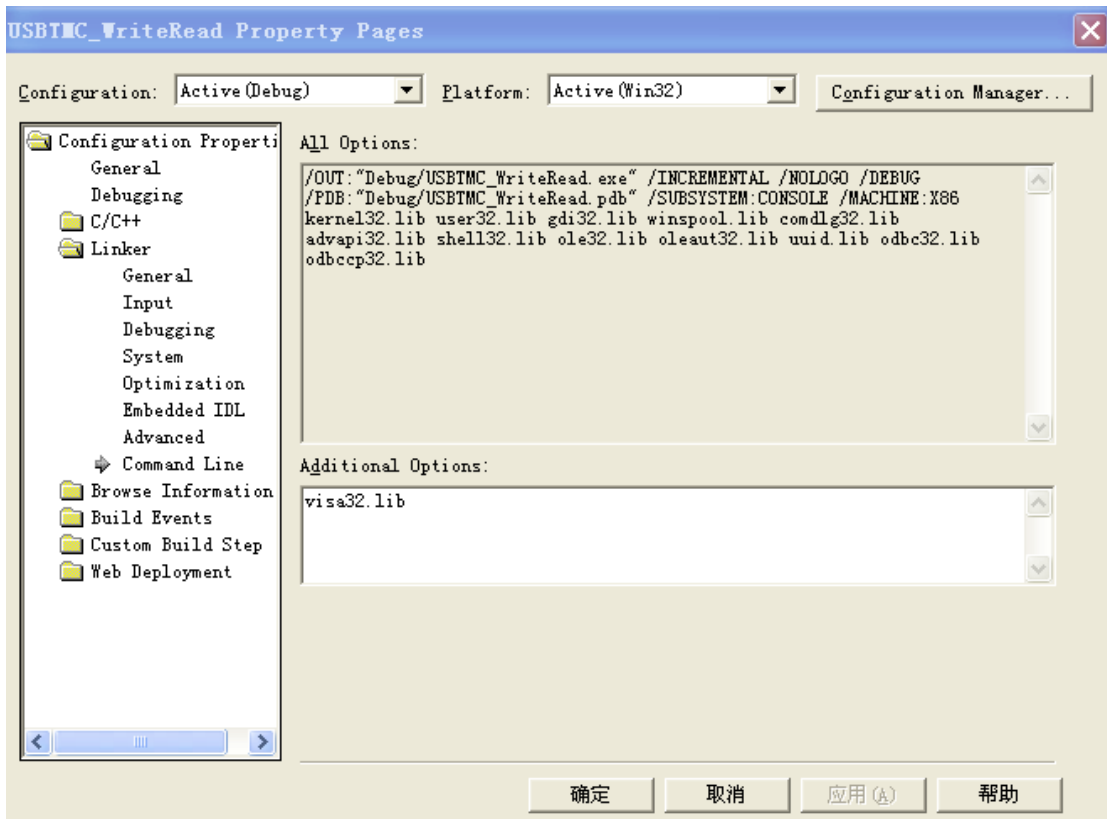 USBTMC_WriteRead Property Pages
Configuration: Active(Debug) Platform: Active(Win32) Configuration Manager...
Configuration Properti
General
Debugging
C/C++
Linker
General
Input
Debugging
System
Optimization
Embedded IDL
Advanced
Command Line
Browse Information
Build Events
Custom Build Step
Web Deployment
All Options:
/OUT:"Debug/USBTMC_WriteRead.exe" /INCREMENTAL /NOLOGO /DEBUG
/PDB:"Debug/USBTMC_WriteRead.pdb" /SUBSYSTEM:CONSOLE /MACHINE:X86
kernel32.lib user32.lib gdi32.lib winspool.lib comdlg32.lib
advapi32.lib shell32.lib ole32.lib oleaut32.lib uuid.lib odbc32.lib
odbccp32.lib
Additional Options:
visa32.lib
确定 取消 应用(A) 帮助